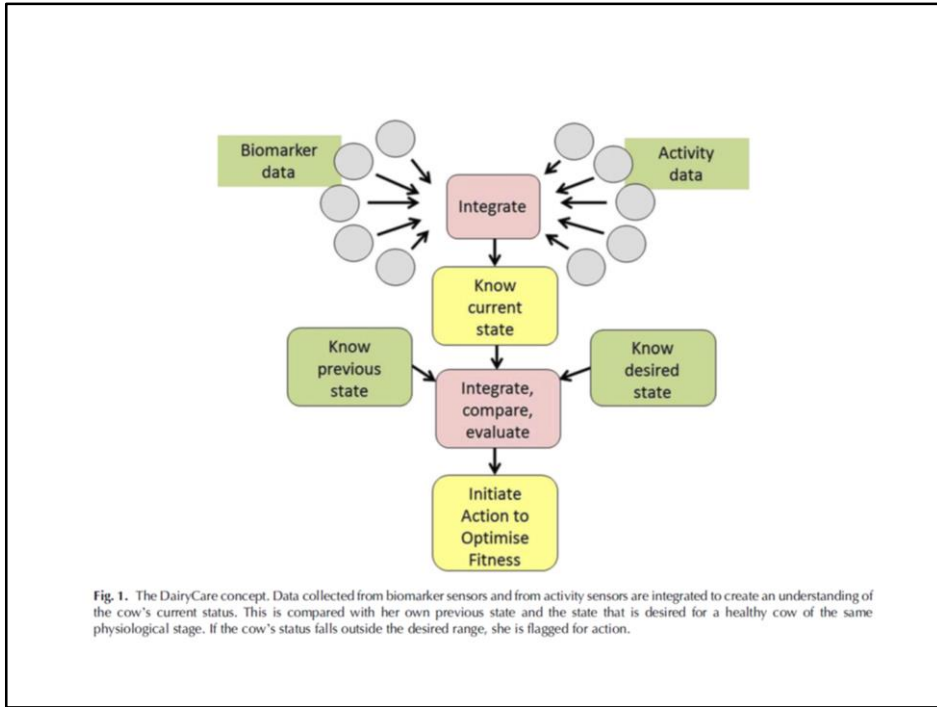 Biomarker
data
Activity
data
Integrate
Know
current
state
Know
previous
state
Know
desired
state
Integrate,
compare,
evaluate
Initiate
Action to
Optimise
Fitness
Fig. 1. The DairyCare concept. Data collected from biomarker sensors and from activity sensors are integrated to create an understanding of
the cow's current status. This is compared with her own previous state and the state that is desired for a healthy cow of the same
physiological stage. If the cow's status falls outside the desired range, she is flagged for action.